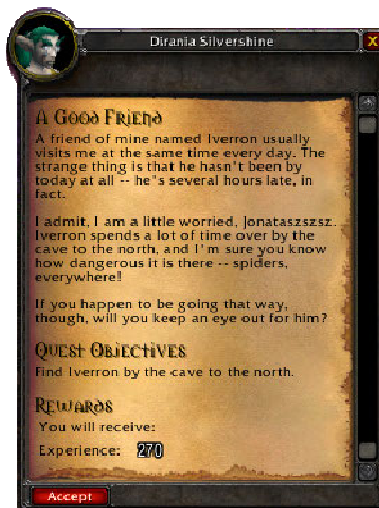 Dirania Silvershine
X
A Good Friend
A friend of mine named Iverron usually
visits me at the same time every day. The
strange thing is that he hasn't been by
today at all -- he's several hours late, in
fact.
I admit, I am a little worried, Jonataszszsz.
Iverron spends a lot of time over by the
cave to the north, and I'm sure you know
how dangerous it is there -- spiders,
everywhere!
If you happen to be going that way,
though, will you keep an eye out for him?
Quest Objectives
Find Iverron by the cave to the north.
Rewards
You will receive:
Experience: 270
Accept